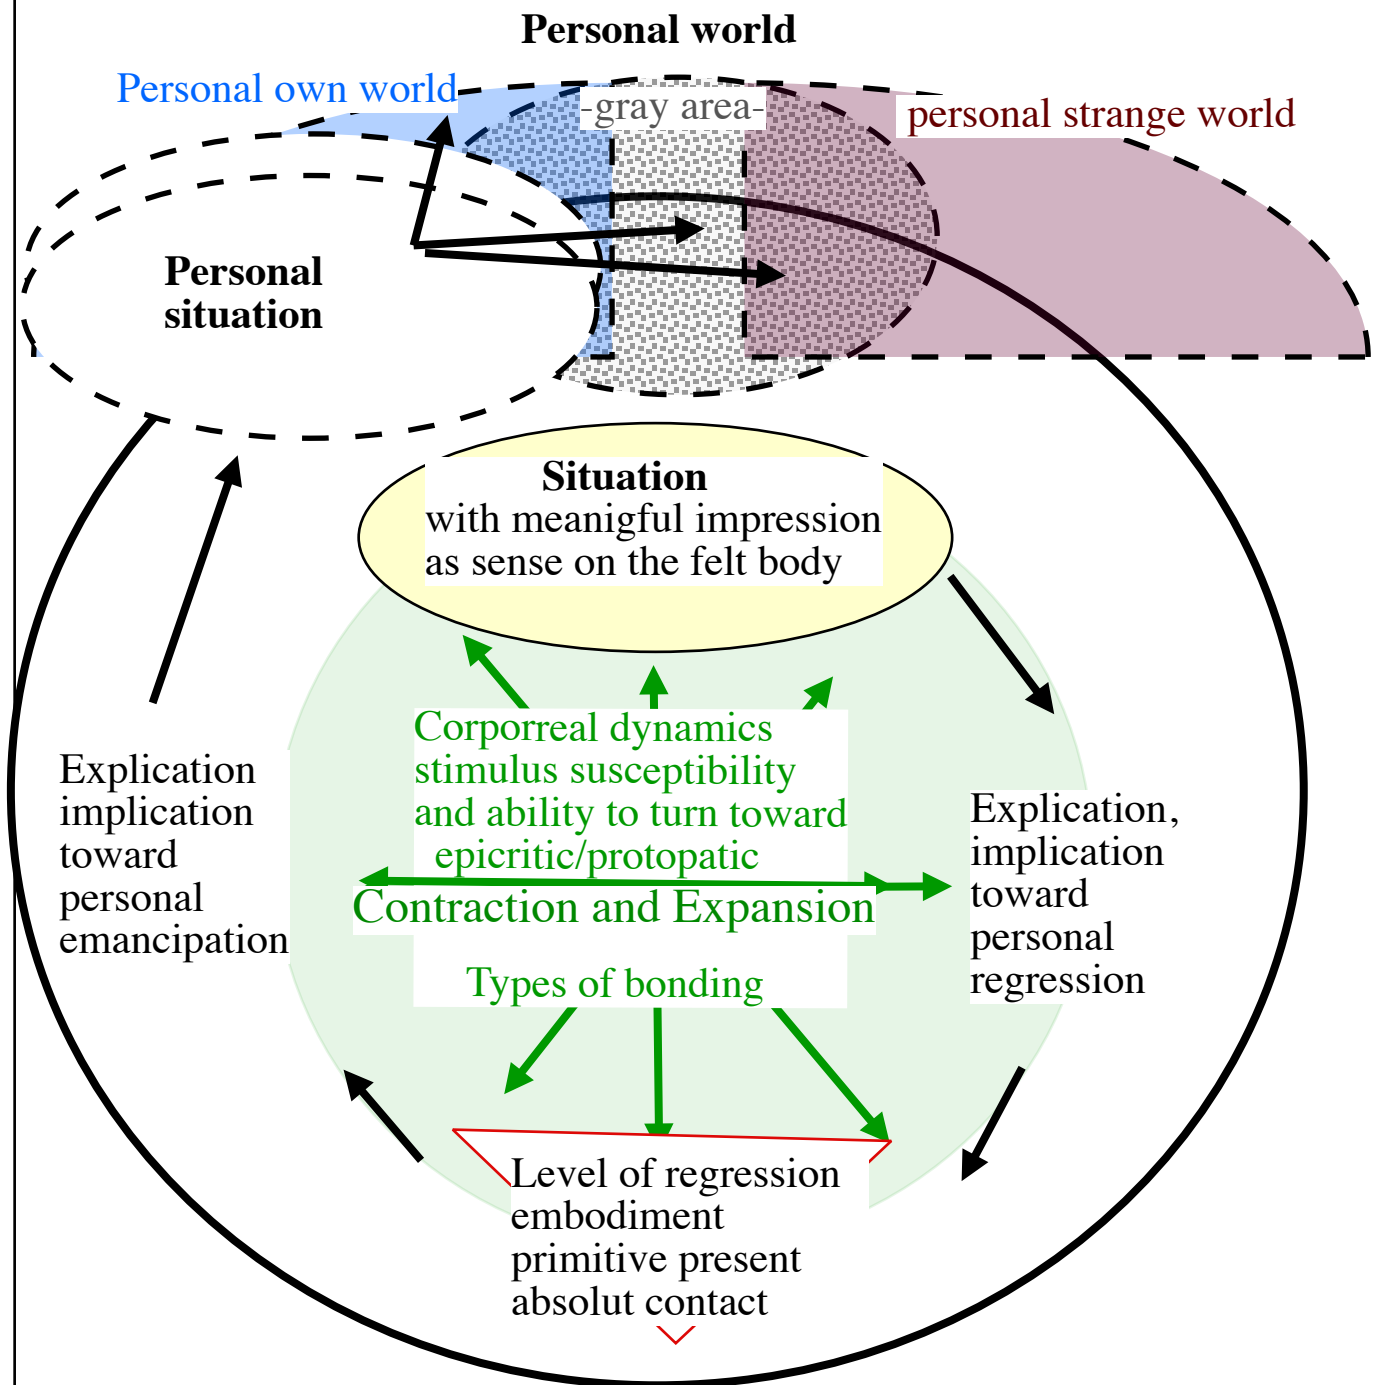 Personal world
Personal own world
-gray area-
personal strange world
Personal
situation
Situation
with meanigful impression
as sense on the felt body
Corporreal dynamics
stimulus susceptibility
and ability to turn toward
epicritic/protopatic
Contraction and Expansion
Types of bonding
Explication
implication
toward
personal
emancipation
Explication,
implication
toward
personal
regression
Level of regression
embodiment
primitive present
absolut contact